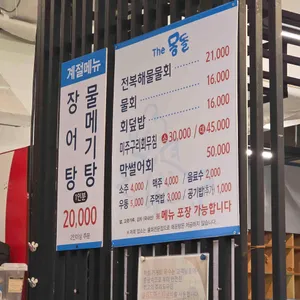 계절메뉴
물메기탕
장어탕
20,000
The 몽돌
전복해물물회 21,000
물회 16,000
회덮밥 16,000
미주구리회무침 소 30,000 / 대 45,000
막썰어회 50,000
소주 4,000 / 맥주 4,000 / 음료수 2,000
우동 1,000 / 주먹밥 3,000 / 공기밥추가 1,000
메뉴 포장 가능합니다